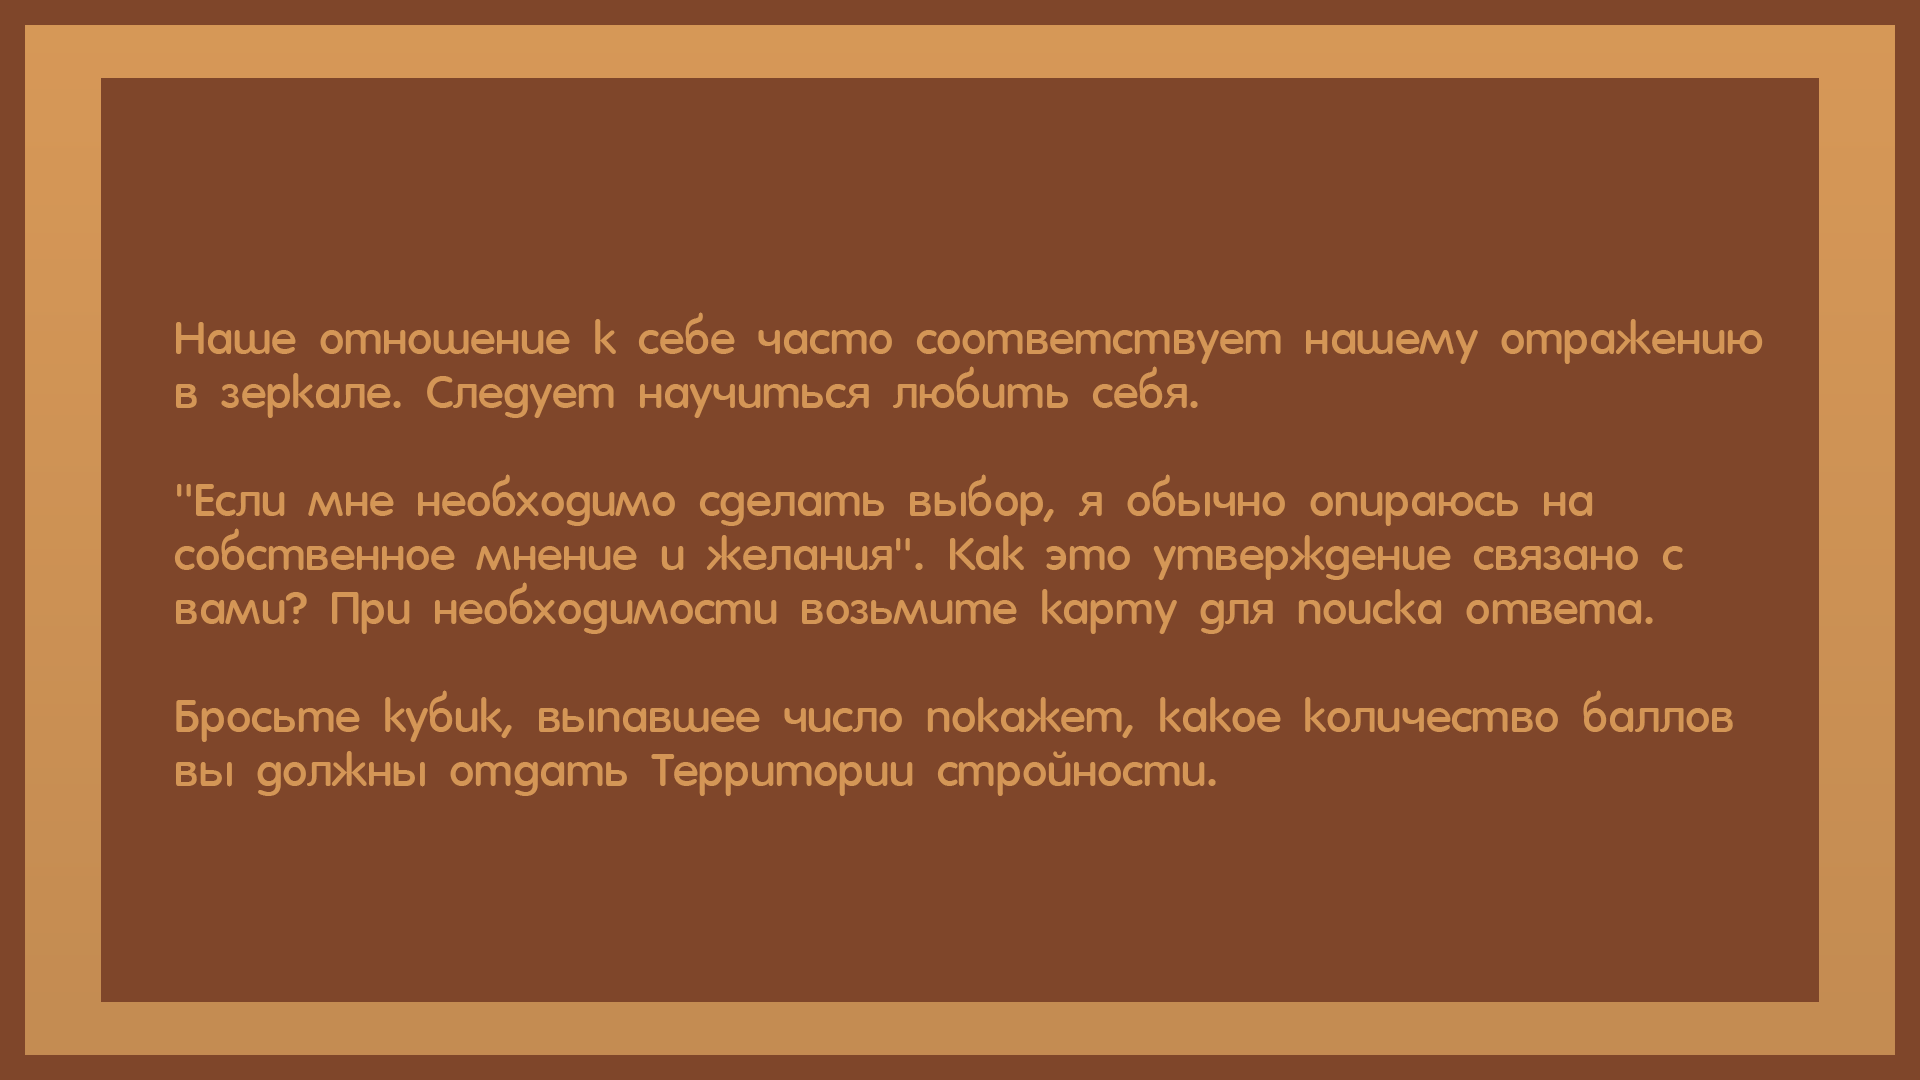 Наше отношение к себе часто соответствует нашему отражению
в зеркале. Следует научиться любить себя.
"Если мне необходимо сделать выбор, я обычно опираюсь на
собственное мнение и желания". Как это утверждение связано с
вами? При необходимости возьмите карту для поиска ответа.
Бросьте кубик, выпавшее число покажет, какое количество баллов
вы должны отдать Территории стройности.